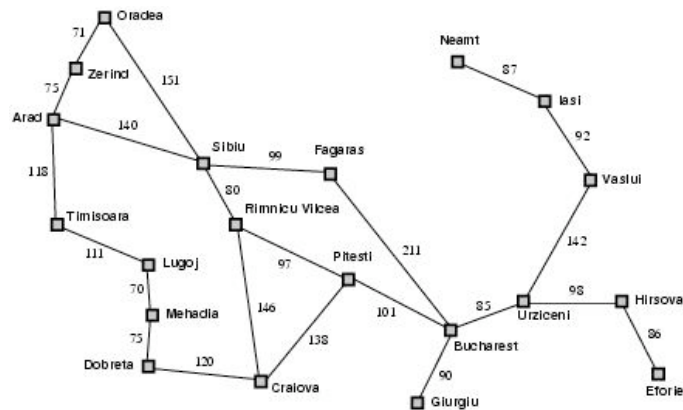 Oradea
71
Neamt
Zerind
87
151
75
Iasi
Arad
140
92
Sibiu
Fagaras
99
118
Vaslui
80
Timisoara
Rimnicu Vilcea
111
142
211
Lugoj
97
Pitesti
70
98
Hirsova
146
85
Mehadia
101
Urziceni
86
75
138
Bucharest
120
Dobreta
90
Craiova
Eforie
Giurgiu